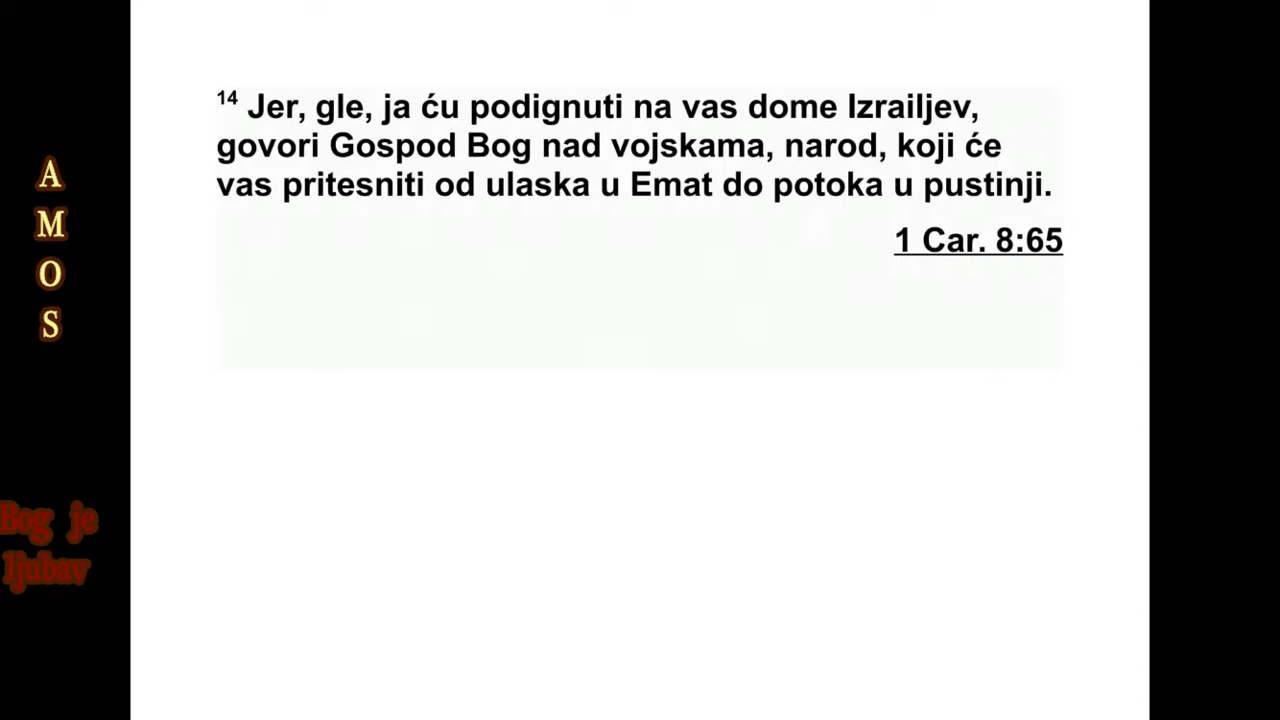 14 Jer, gle, ja ću podignuti na vas dome Izrailjev,
govori Gospod Bog nad vojskama, narod, koji će
vas pritesniti od ulaska u Emat do potoka u pustinji.
1 Car. 8:65
A
M
O
S
Bog je
ljubav